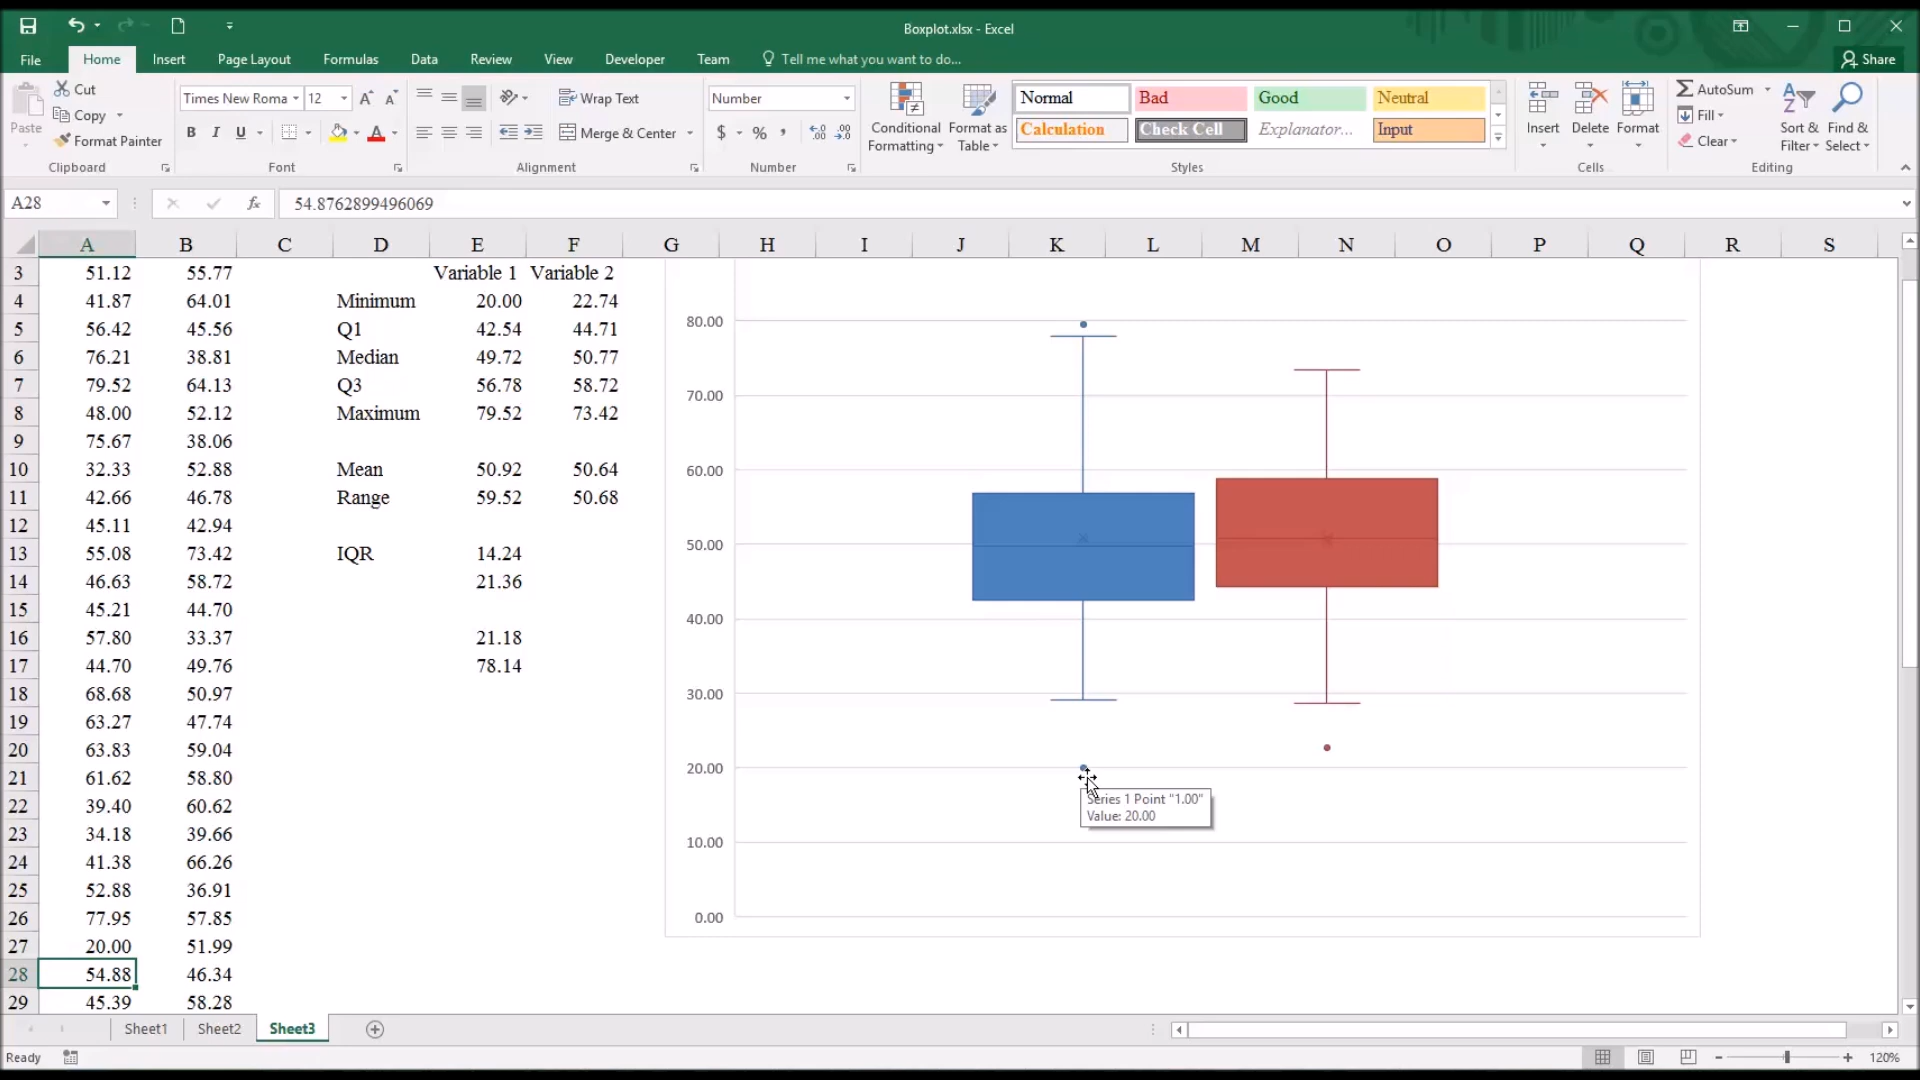 Boxplot.xlsx - Excel
File Home Insert Page Layout Formulas Data Review View Developer Team Tell me what you want to do... Share
Paste
Cut
Copy
Format Painter
Clipboard
Times New Roma 12
B I U
Font
Wrap Text
Merge & Center
Alignment
Number
$ % ,
Number
Conditional Formatting
Format as Table
Normal Bad Good Neutral
Calculation Check Cell Explanator... Input
Styles
Insert Delete Format
Cells
AutoSum
Fill
Clear
Sort & Filter
Find & Select
Editing
A28 fx 54.8762899496069
A B C D E F G H I J K L M N O P Q R S
3 51.12 55.77 Variable 1 Variable 2
4 41.87 64.01 Minimum 20.00 22.74
5 56.42 45.56 Q1 42.54 44.71
6 76.21 38.81 Median 49.72 50.77
7 79.52 64.13 Q3 56.78 58.72
8 48.00 52.12 Maximum 79.52 73.42
9 75.67 38.06
10 32.33 52.88 Mean 50.92 50.64
11 42.66 46.78 Range 59.52 50.68
12 45.11 42.94
13 55.08 73.42 IQR 14.24
14 46.63 58.72 21.36
15 45.21 44.70
16 57.80 33.37 21.18
17 44.70 49.76 78.14
18 68.68 50.97
19 63.27 47.74
20 63.83 59.04
21 61.62 58.80
22 39.40 60.62
23 34.18 39.66
24 41.38 66.26
25 52.88 36.91
26 77.95 57.85
27 20.00 51.99
28 54.88 46.34
29 45.39 58.28
80.00
70.00
60.00
50.00
40.00
30.00
20.00
10.00
0.00
Series 1 Point "1.00"
Value: 20.00
Sheet1 Sheet2 Sheet3
Ready 120%